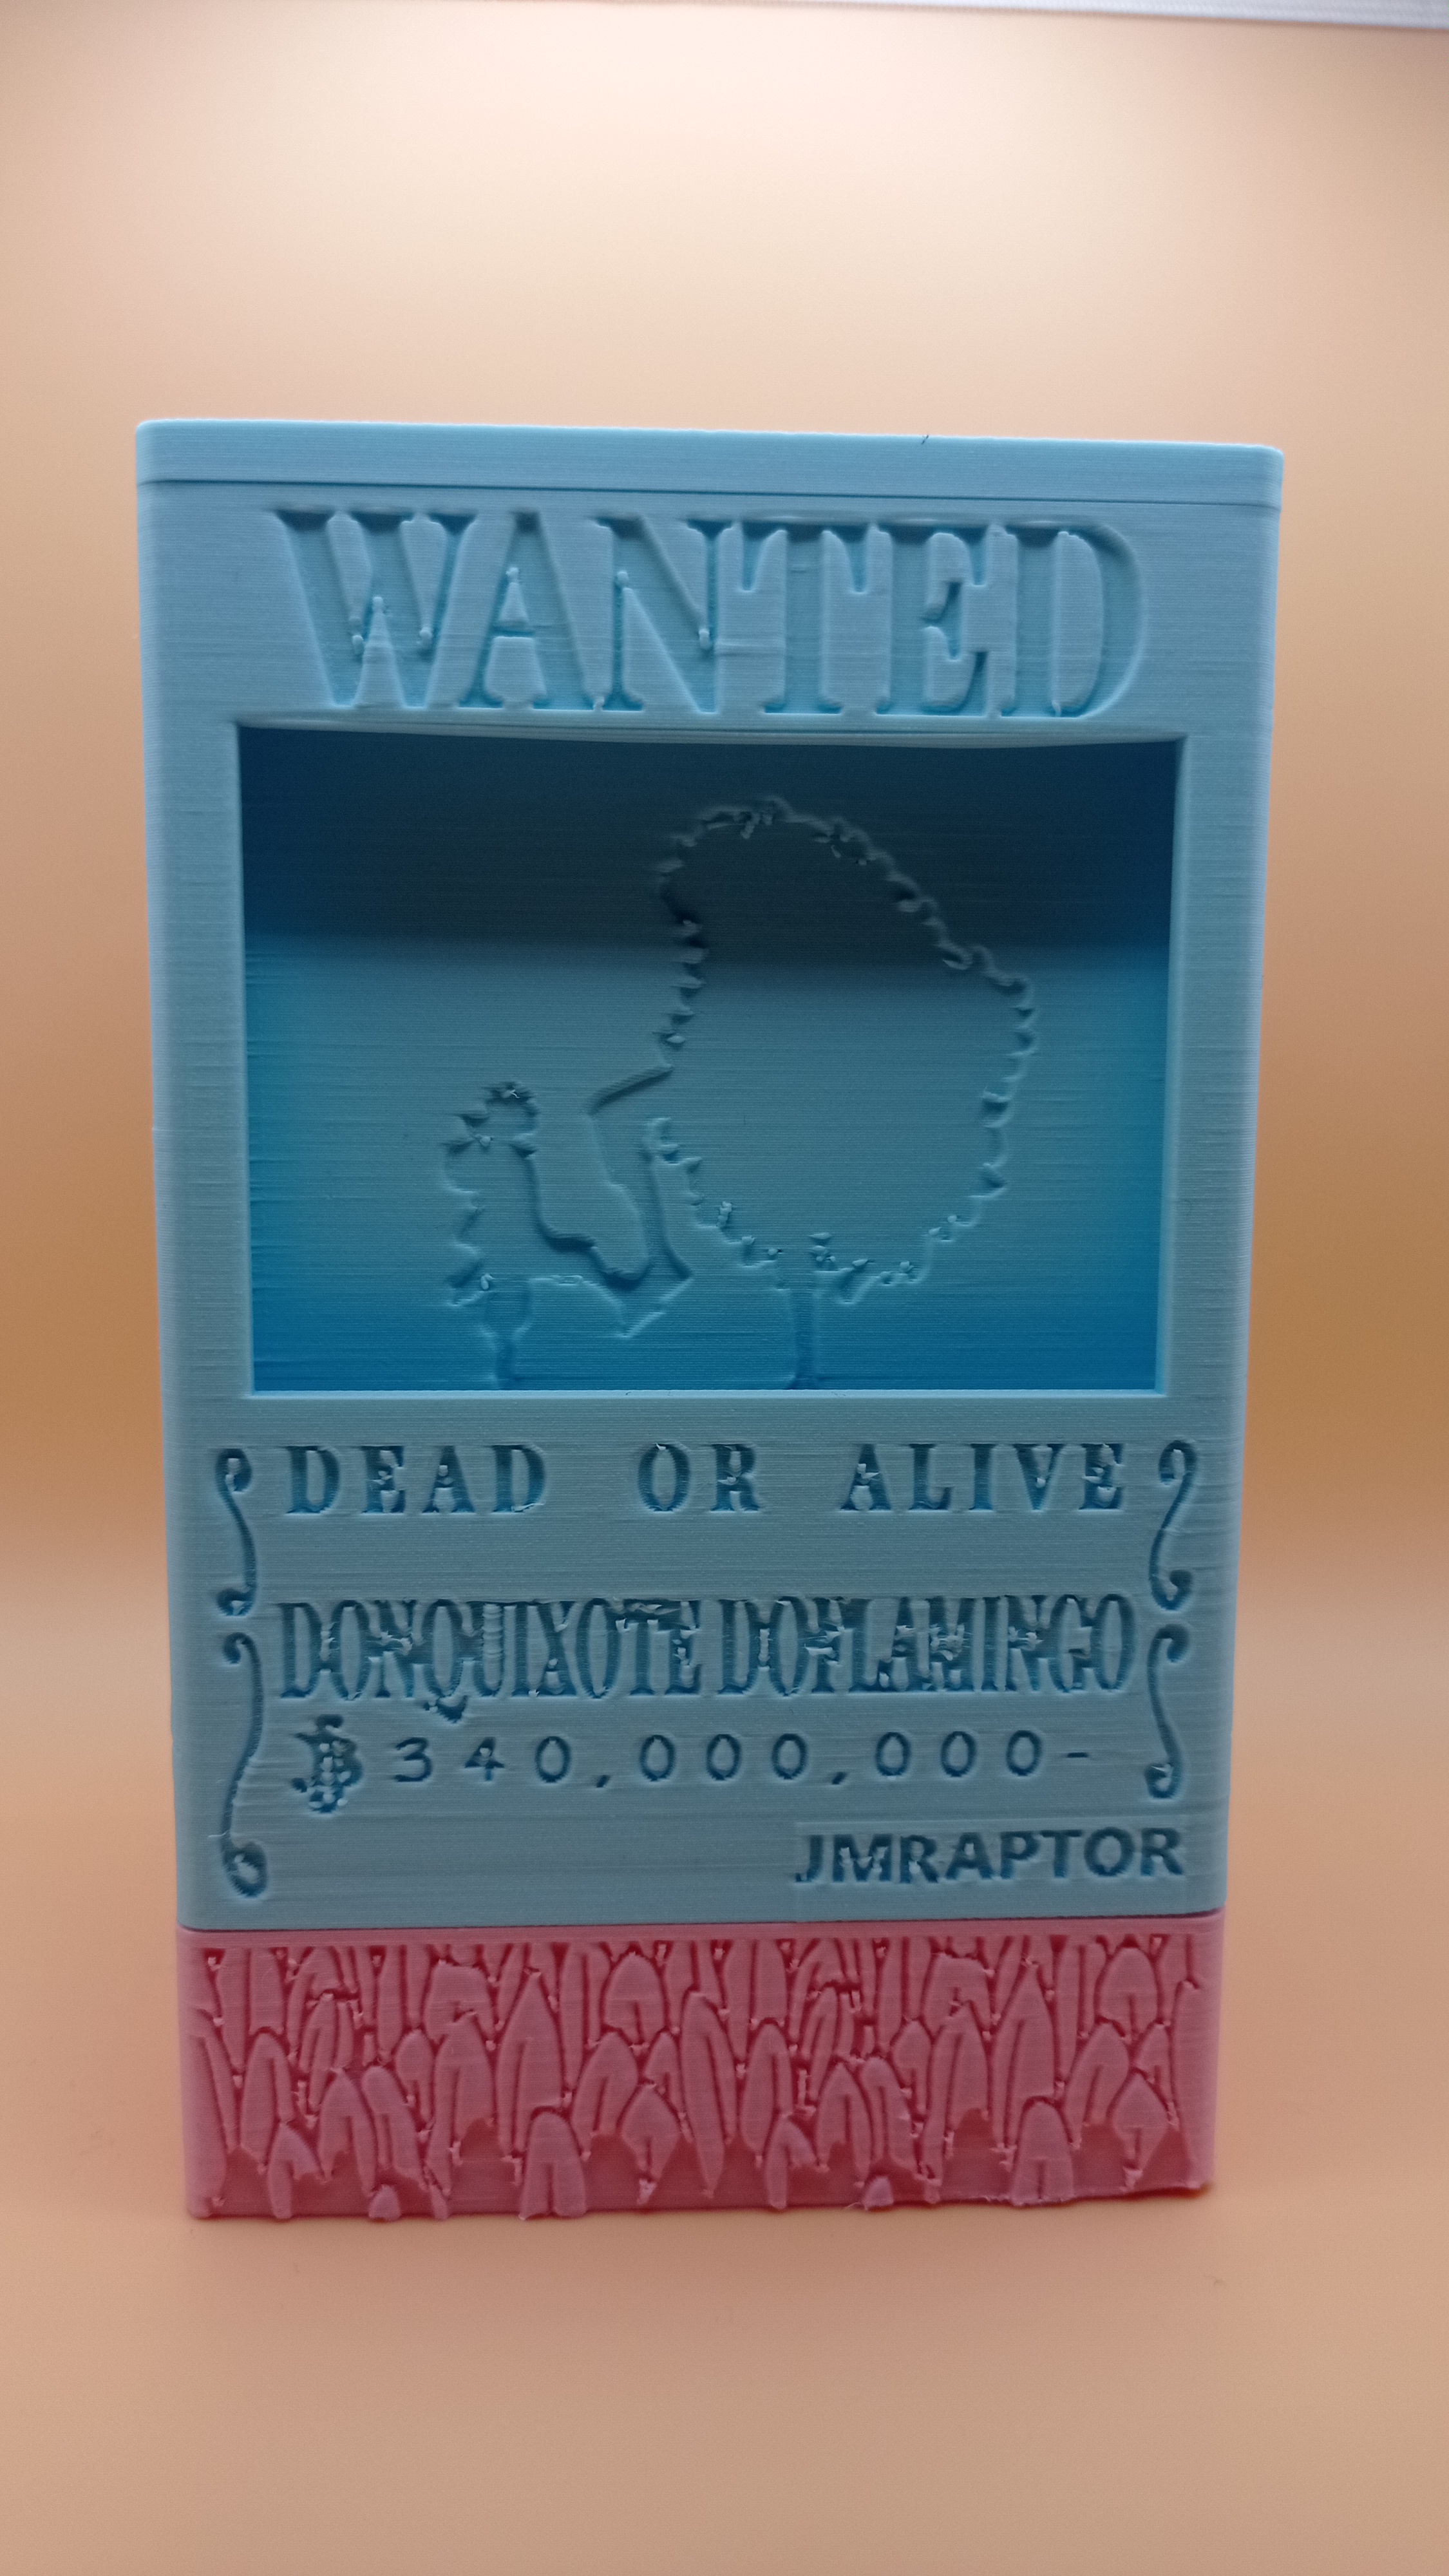 WANTED
DEAD OR ALIVE
DONQUIXOTE DOFLAMINGO
฿340,000,000-
JMRAPTOR